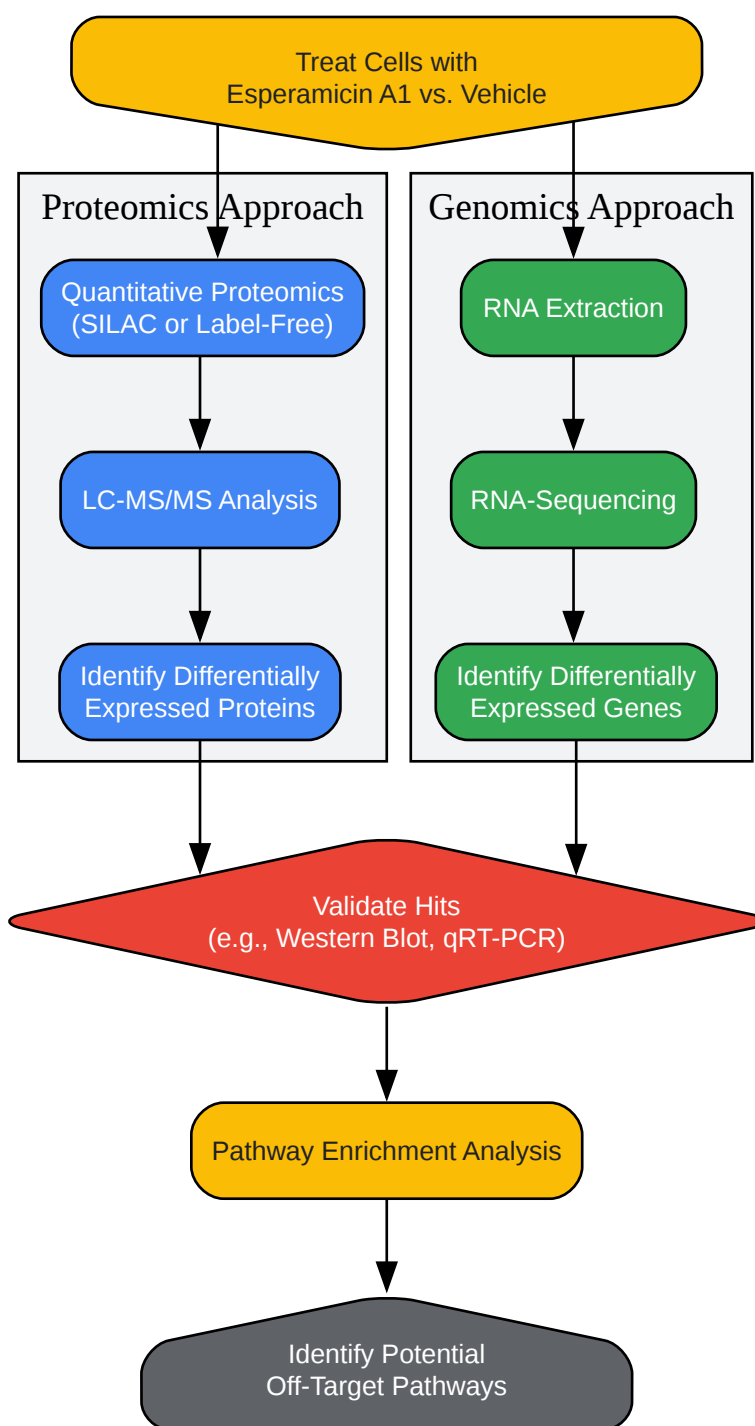 Treat Cells with
Esperamicin A1 vs. Vehicle
Proteomics Approach
Quantitative Proteomics
(SILAC or Label-Free)
LC-MS/MS Analysis
Identify Differentially
Expressed Proteins
Genomics Approach
RNA Extraction
RNA-Sequencing
Identify Differentially
Expressed Genes
Validate Hits
(e.g., Western Blot, qRT-PCR)
Pathway Enrichment Analysis
Identify Potential
Off-Target Pathways